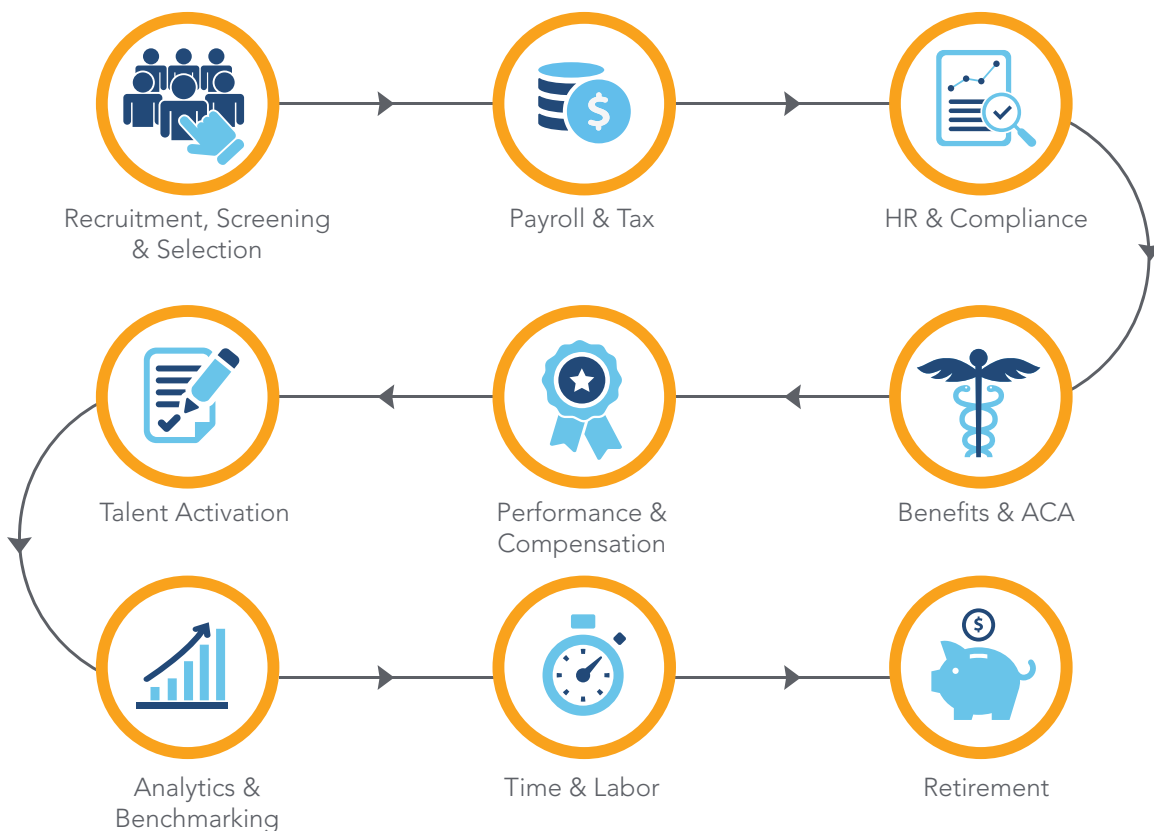 $
Recruitment, Screening
& Selection
Payroll & Tax
HR & Compliance
Talent Activation
Performance &
Compensation
Benefits & ACA
$
Analytics &
Benchmarking
Time & Labor
Retirement